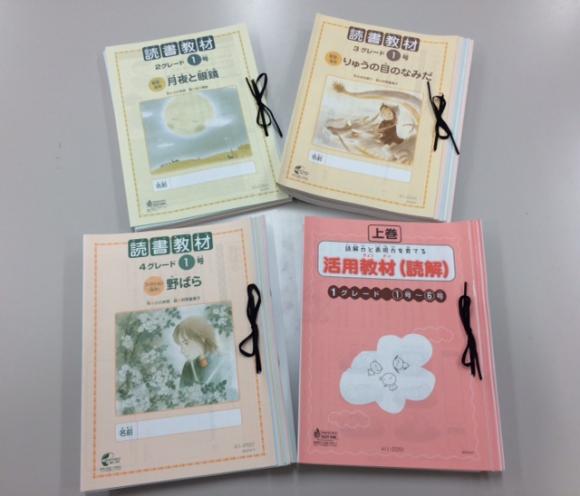 読書教材
2グレード 1号
月夜と眼鏡
名前
読書教材
3グレード 1号
りゅうの目のなみだ
名前
読書教材
4グレード 1号
野ばら
名前
上巻
読解力と表現力を育てる
活用教材(読解)
1グレード 1号～6号